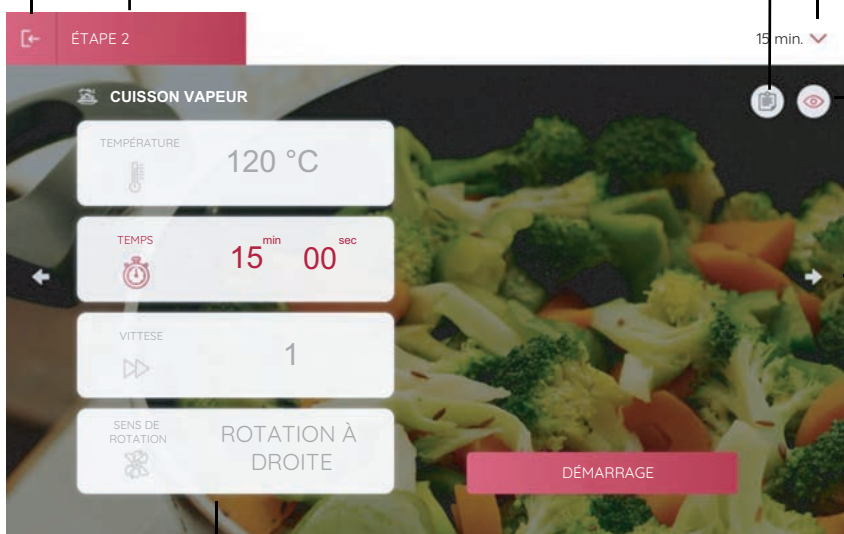 ÉTAPE 2
15 min.
CUISSON VAPEUR
TEMPÉRATURE
120 °C
TEMPS
15 min 00 sec
VITTESE
1
SENS DE
ROTATION
ROTATION À
DROITE
DÉMARRAGE